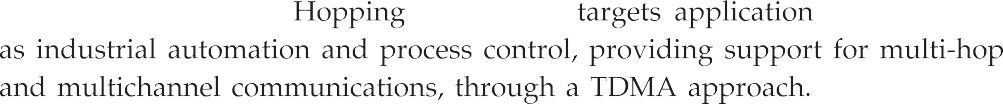 Hopping targets application
as industrial automation and process control, providing support for multi-hop
and multichannel communications, through a TDMA approach.